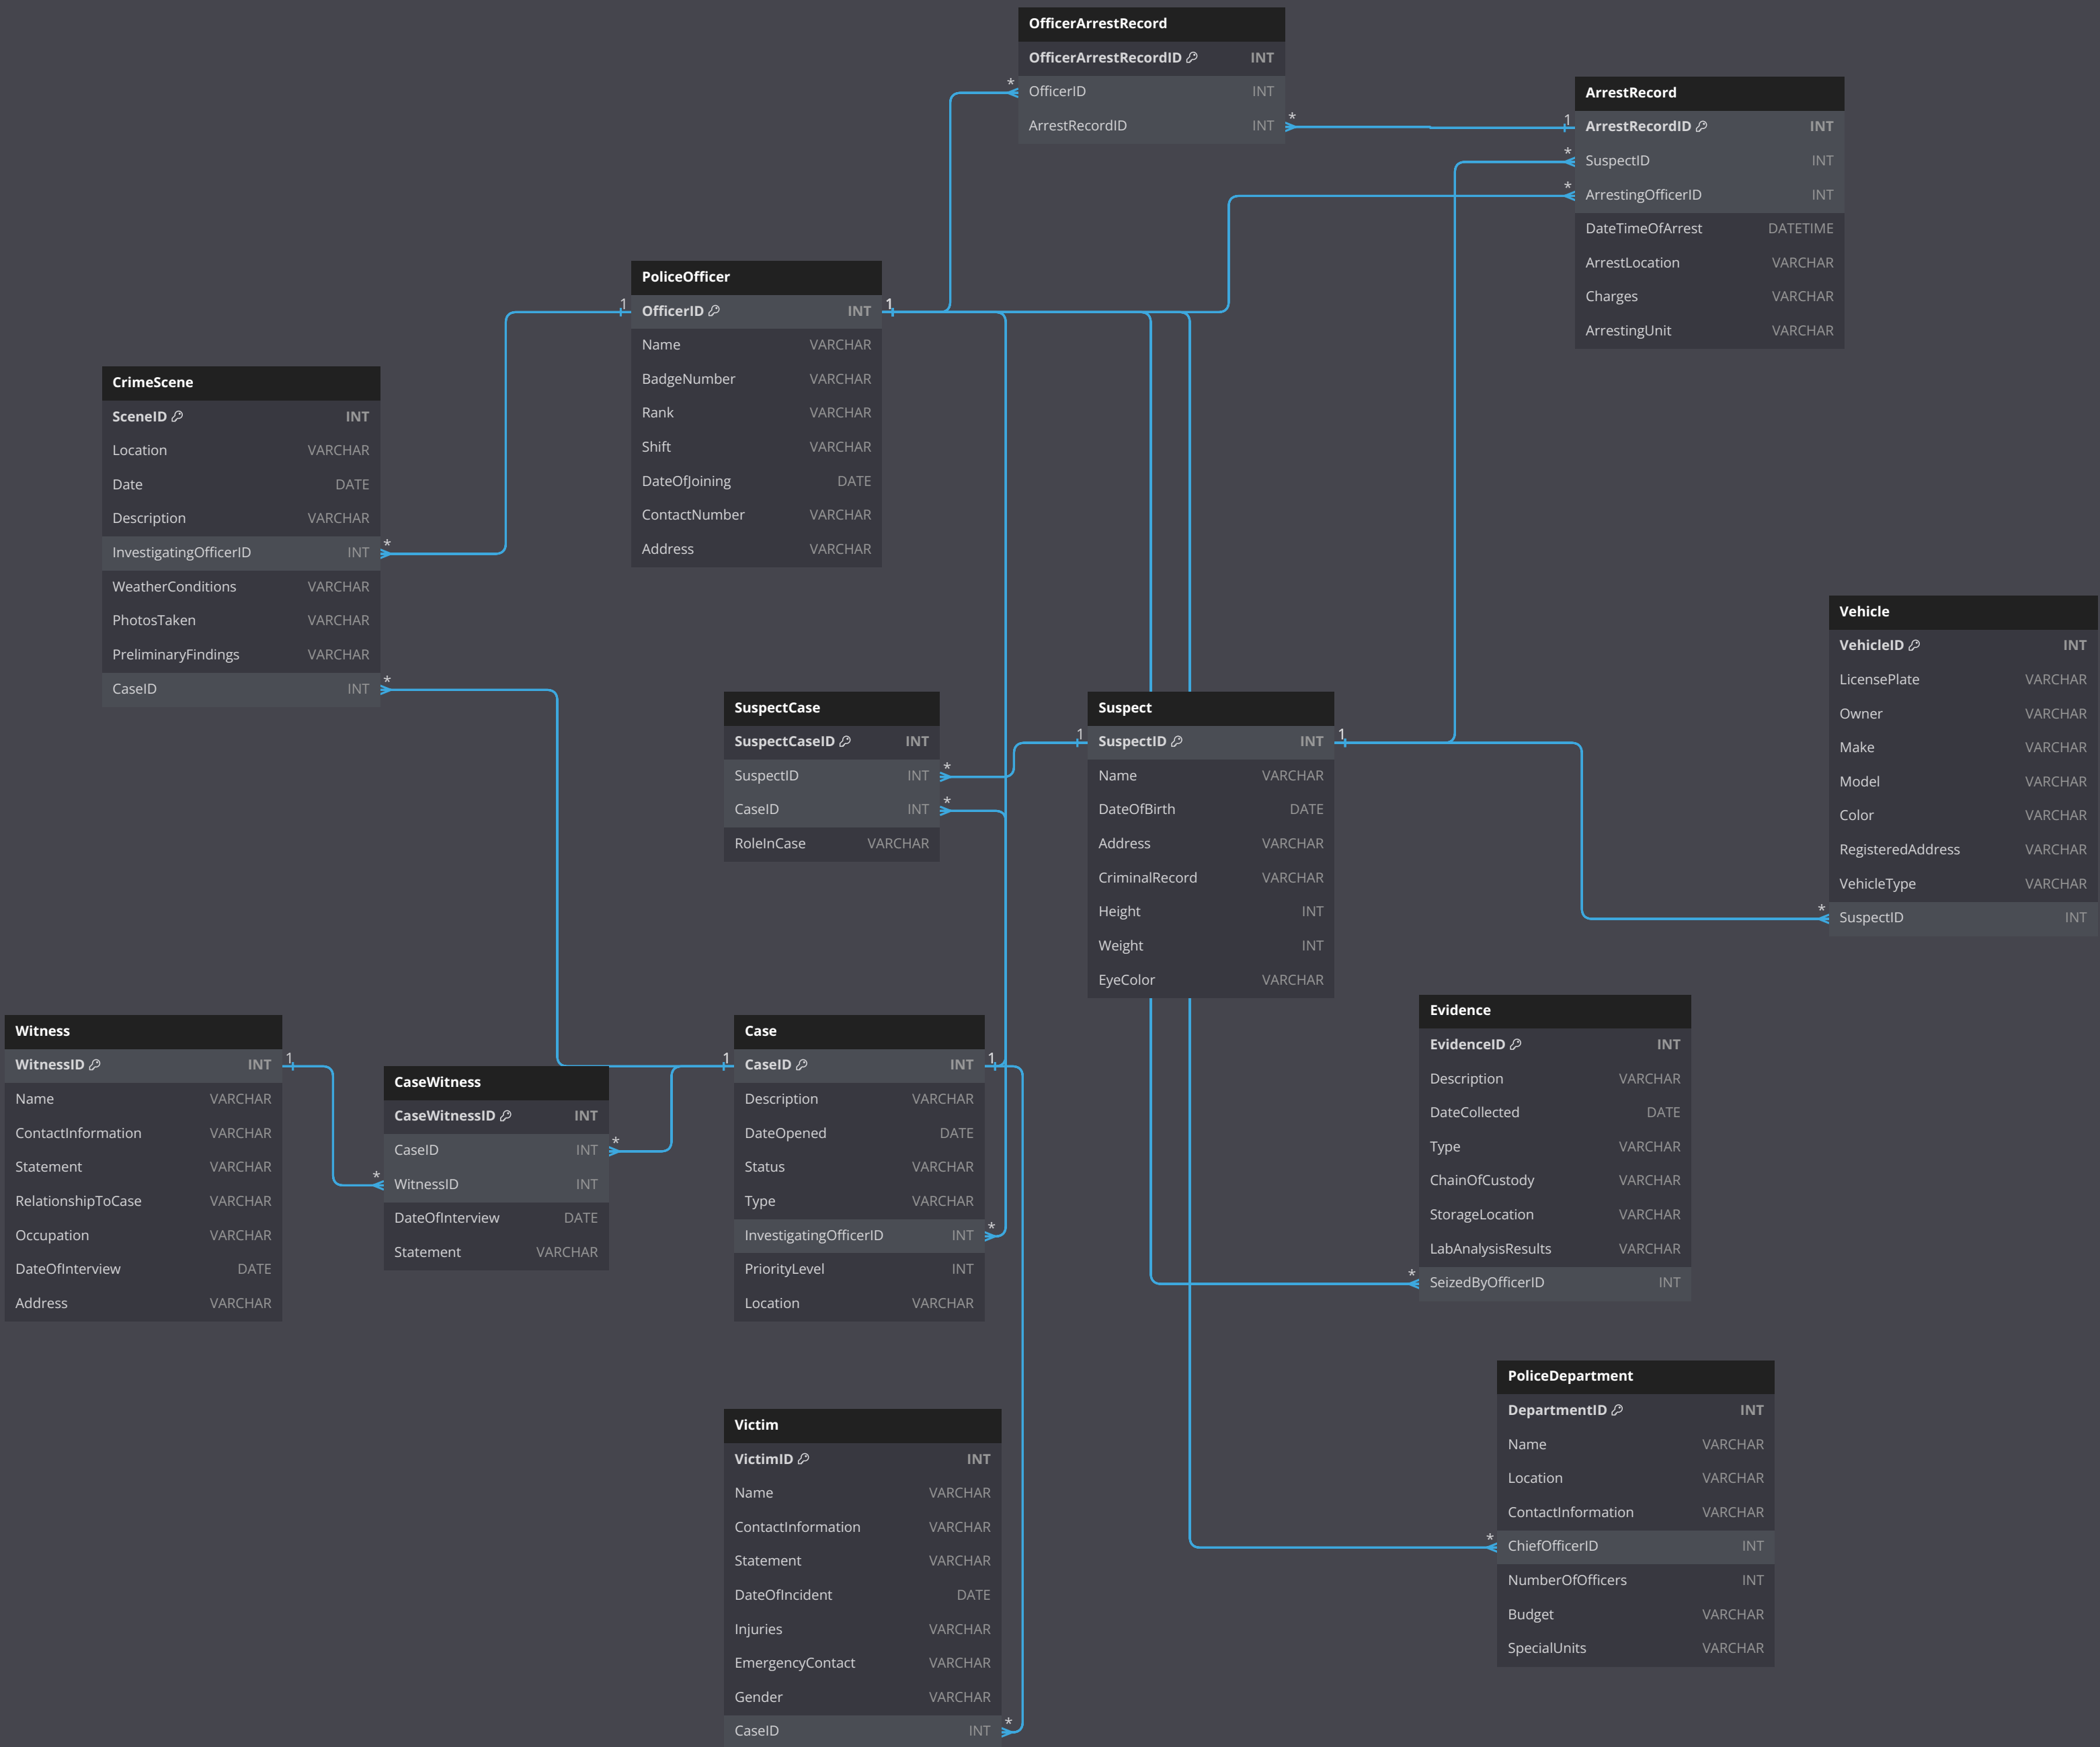 OfficerArrestRecord
OfficerArrestRecordID INT
* OfficerID INT
ArrestRecordID INT *
ArrestRecord
1 ArrestRecordID INT
* SuspectID INT
* ArrestingOfficerID INT
DateTimeOfArrest DATETIME
ArrestLocation VARCHAR
Charges VARCHAR
ArrestingUnit VARCHAR
PoliceOfficer
1 OfficerID INT 1
Name VARCHAR
BadgeNumber VARCHAR
Rank VARCHAR
Shift VARCHAR
DateOfJoining DATE
ContactNumber VARCHAR
Address VARCHAR
CrimeScene
SceneID INT
Location VARCHAR
Date DATE
Description VARCHAR
InvestigatingOfficerID INT *
WeatherConditions VARCHAR
PhotosTaken VARCHAR
PreliminaryFindings VARCHAR
CaseID INT *
Vehicle
VehicleID INT
LicensePlate VARCHAR
Owner VARCHAR
Make VARCHAR
Model VARCHAR
Color VARCHAR
RegisteredAddress VARCHAR
VehicleType VARCHAR
* SuspectID INT
SuspectCase
SuspectCaseID INT
SuspectID INT *
CaseID INT *
RoleInCase VARCHAR
Suspect
1 SuspectID INT 1
Name VARCHAR
DateOfBirth DATE
Address VARCHAR
CriminalRecord VARCHAR
Height INT
Weight INT
EyeColor VARCHAR
Evidence
EvidenceID INT
Description VARCHAR
DateCollected DATE
Type VARCHAR
ChainOfCustody VARCHAR
StorageLocation VARCHAR
LabAnalysisResults VARCHAR
* SeizedByOfficerID INT
Witness
WitnessID INT 1
Name VARCHAR
ContactInformation VARCHAR
Statement VARCHAR
RelationshipToCase VARCHAR
Occupation VARCHAR
DateOfInterview DATE
Address VARCHAR
CaseWitness
CaseWitnessID INT
CaseID INT *
* WitnessID INT
DateOfInterview DATE
Statement VARCHAR
Case
1 CaseID INT 1
Description VARCHAR
DateOpened DATE
Status VARCHAR
Type VARCHAR
InvestigatingOfficerID INT *
PriorityLevel INT
Location VARCHAR
PoliceDepartment
DepartmentID INT
Name VARCHAR
Location VARCHAR
ContactInformation VARCHAR
* ChiefOfficerID INT
NumberOfOfficers INT
Budget VARCHAR
SpecialUnits VARCHAR
Victim
VictimID INT
Name VARCHAR
ContactInformation VARCHAR
Statement VARCHAR
DateOfIncident DATE
Injuries VARCHAR
EmergencyContact VARCHAR
Gender VARCHAR
CaseID INT *